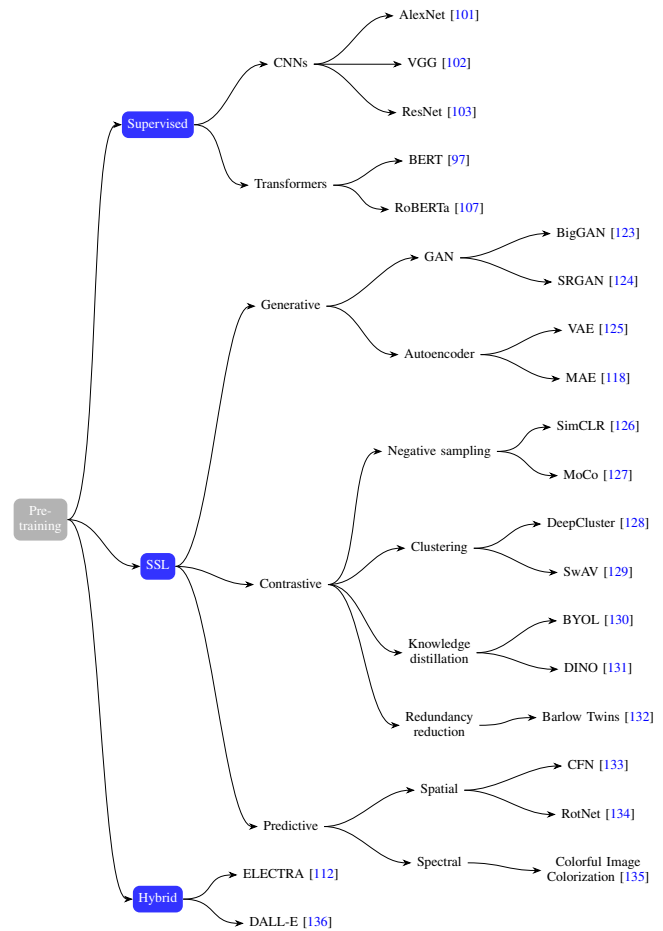 AlexNet [101]
CNNs
VGG [102]
ResNet [103]
Supervised
BERT [97]
Transformers
RoBERTa [107]
BigGAN [123]
GAN
SRGAN [124]
Generative
VAE [125]
Autoencoder
MAE [118]
SimCLR [126]
Negative sampling
MoCo [127]
Pre-
training
DeepCluster [128]
Clustering
SwAV [129]
SSL
Contrastive
BYOL [130]
Knowledge
distillation
DINO [131]
Redundancy
reduction
Barlow Twins [132]
CFN [133]
Spatial
RotNet [134]
Predictive
Spectral
Colorful Image
Colorization [135]
ELECTRA [112]
Hybrid
DALL-E [136]